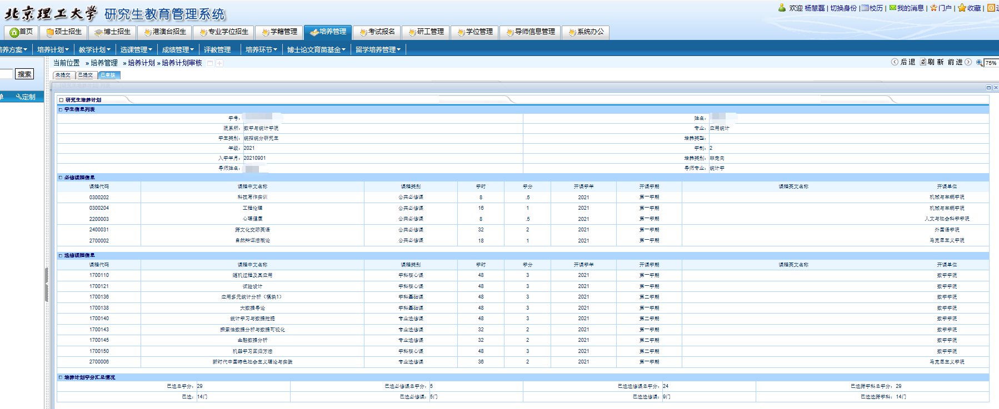 北京理工大学 研究生教育管理系统
欢迎 杨慧磊 | 切换身份 | 校历 | 我的消息 | 门户 | 收藏 |
首页 硕士招生 博士招生 港澳台招生 专业学位招生 学籍管理 培养管理 考试报名 研工管理 学位管理 导师信息管理 系统办公
培养方案 培养计划 教学计划 选课管理 成绩管理 评教管理 培养环节 博士论文育苗基金 留学培养管理
当前位置 » 培养管理 » 培养计划 » 培养计划审核 后退 刷新 前进 75%
搜索 未提交 已提交 已审核
单 定制
研究生培养计划
学生信息列表
学号: 姓名:
院系所: 数学与统计学院 专业: 应用统计
学生类别: 统招统分研究生 培养类型:
年级: 2021 学制: 2
入学年月: 20210901 培养类别: 非定向
导师姓名: 导师专业: 统计学
必修课程信息
课程代码 课程中文名称 课程类别 学时 学分 开课学年 开课学期 课程英文名称 开课单位
0300202 科技写作实训 公共必修课 8 .5 2021 第一学期 机械与车辆学院
0300204 工程伦理 公共必修课 16 1 2021 第一学期 机械与车辆学院
2200003 心理健康 公共必修课 8 .5 2021 第一学期 人文与社会科学学院
2400031 跨文化交际英语 公共必修课 32 2 2021 第一学期 外国语学院
2700002 自然辩证法概论 公共必修课 18 1 2021 第一学期 马克思主义学院
选修课程信息
课程代码 课程中文名称 课程类别 学时 学分 开课学年 开课学期 课程英文名称 开课单位
1700110 随机过程及其应用 学科核心课 48 3 2021 第一学期 数学学院
1700121 试验设计 学科核心课 48 3 2021 第一学期 数学学院
1700136 应用多元统计分析（模块1） 学科基础课 48 3 2021 第一学期 数学学院
1700138 大数据导论 学科基础课 48 3 2021 第一学期 数学学院
1700140 统计学习与数据挖掘 专业选修课 48 3 2021 第二学期 数学学院
1700143 探索性数据分析与数据可视化 专业选修课 32 2 2021 第一学期 数学学院
1700145 金融数据分析 专业选修课 32 2 2021 第二学期 数学学院
1700150 机器学习回归方法 学科核心课 48 3 2021 第二学期 数学学院
2700006 新时代中国特色社会主义理论与实践 专业选修课 36 2 2021 第一学期 马克思主义学院
培养计划学分汇总情况
已选总学分: 29 已选必修课总学分: 5 已选选修课总学分: 24 已选跨学科总学分: 29
已选: 14门 已选必修课: 5门 已选选修课: 9门 已选选跨学科: 14门